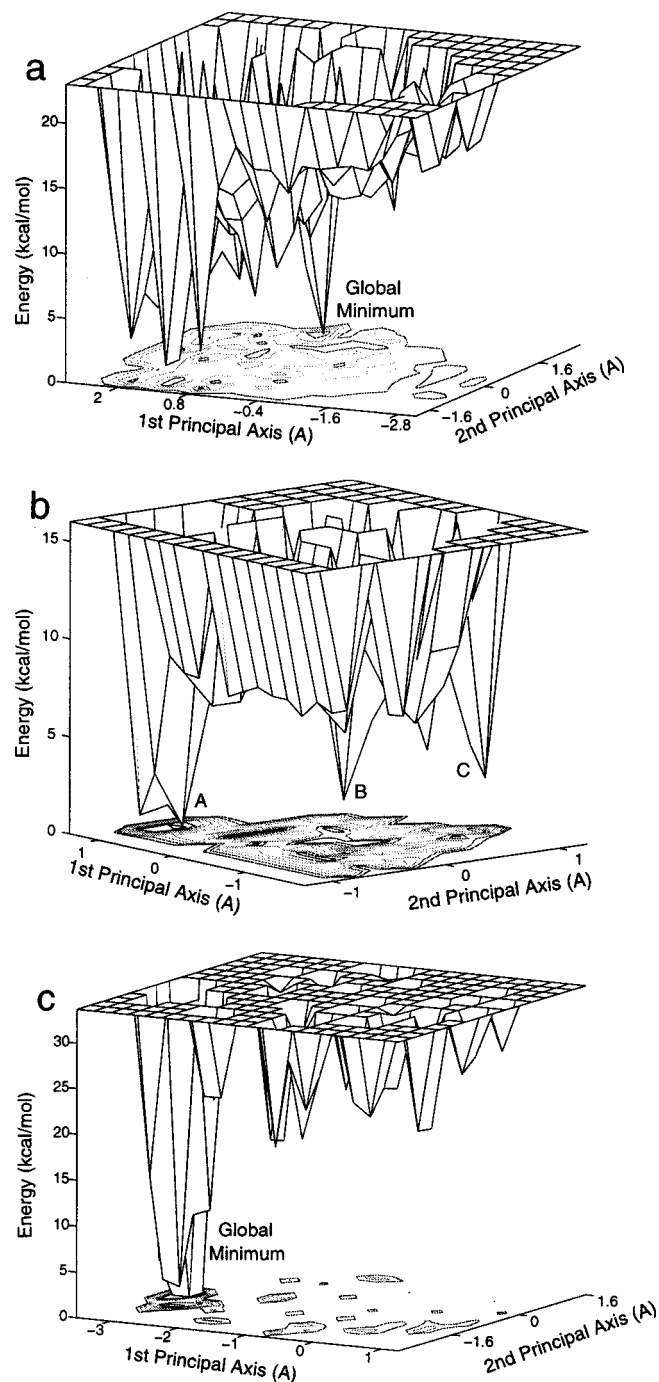 a
20
15
10
5
0
Energy (kcal/mol)
Global
Minimum
2
0.8
−0.4
−1.6
−2.8
1st Principal Axis (A)
−1.6
0
1.6
2nd Principal Axis (A)
b
15
10
5
0
Energy (kcal/mol)
A
B
C
1
0
−1
1st Principal Axis (A)
−1
0
1
2nd Principal Axis (A)
c
30
25
20
15
10
5
0
Energy (kcal/mol)
Global
Minimum
−3
−2
−1
0
1
1st Principal Axis (A)
−1.6
0
1.6
2nd Principal Axis (A)